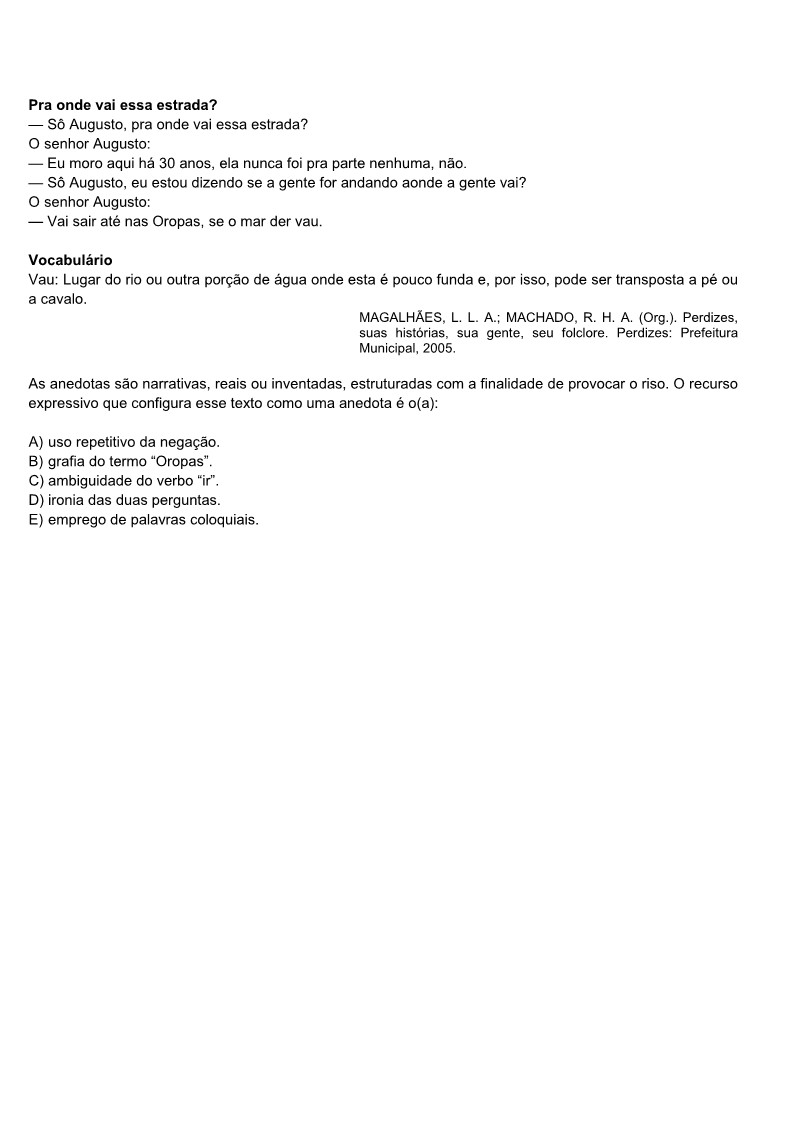 Pra onde vai essa estrada?
— Sô Augusto, pra onde vai essa estrada?
O senhor Augusto:
— Eu moro aqui há 30 anos, ela nunca foi pra parte nenhuma, não.
— Sô Augusto, eu estou dizendo se a gente for andando aonde a gente vai?
O senhor Augusto:
— Vai sair até nas Oropas, se o mar der vau.
Vocabulário
Vau: Lugar do rio ou outra porção de água onde esta é pouco funda e, por isso, pode ser transposta a pé ou
a cavalo.
MAGALHÃES, L. L. A.; MACHADO, R. H. A. (Org.). Perdizes,
suas histórias, sua gente, seu folclore. Perdizes: Prefeitura
Municipal, 2005.
As anedotas são narrativas, reais ou inventadas, estruturadas com a finalidade de provocar o riso. O recurso
expressivo que configura esse texto como uma anedota é o(a):
A) uso repetitivo da negação.
B) grafia do termo “Oropas”.
C) ambiguidade do verbo “ir”.
D) ironia das duas perguntas.
E) emprego de palavras coloquiais.